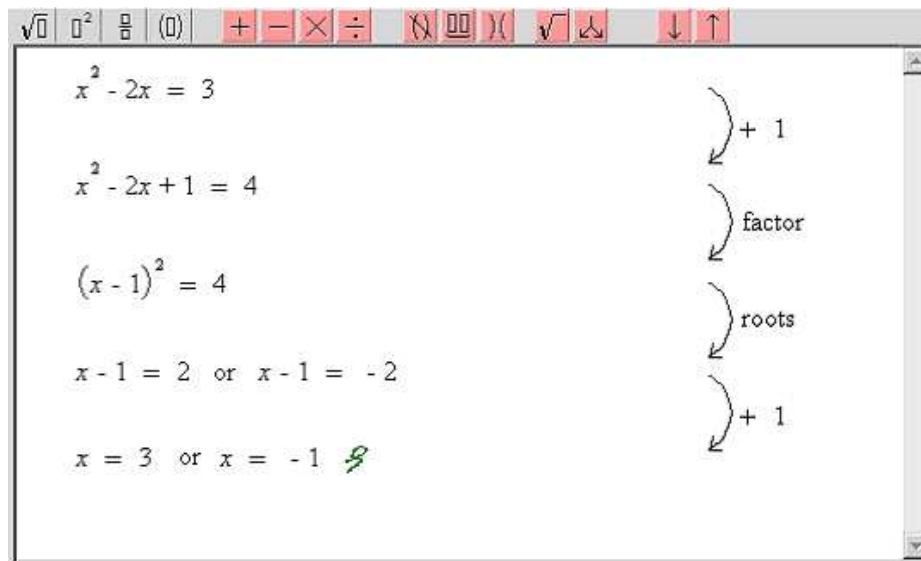 x² - 2x = 3
+ 1
x² - 2x + 1 = 4
factor
(x - 1)² = 4
roots
x - 1 = 2 or x - 1 = - 2
+ 1
x = 3 or x = - 1